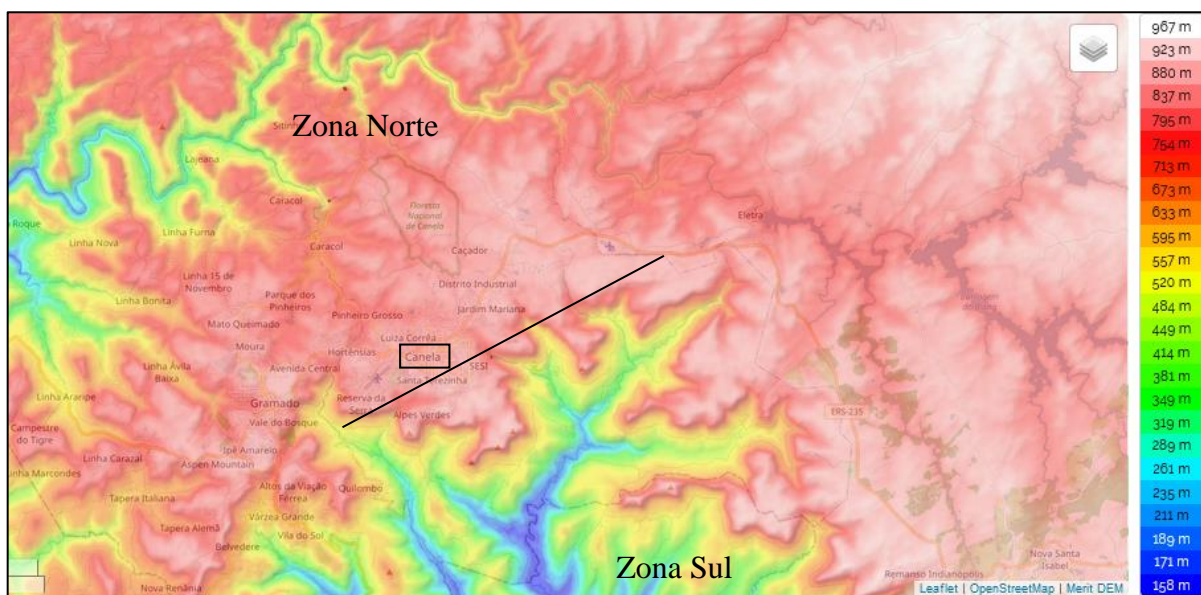 Zona Norte
Sitinh
Lajeana
Caracol
o Roque
Linha Nova
Linha Furna
Floresta
Nacional
de Canela
Eletra
Caracol
Caçador
Linha 15 de
Novembro
Parque dos
Pinheiros
Distrito Industrial
Linha Bonita
Pinheiro Grosso
Jardim Mariana
Mato Queimado
Luiza Corrêa
Moura
Hortênsias
Canela
Linha Ávila
Baixa
Avenida Central
SESI
Santa Terezinha
Linha Araripe
Gramado
Reserva da
Serra
Alpes Verdes
Vale do Bosque
ERS-235
Campestre
do Tigre
Ipê Amarelo
Linha Carazal
Aspen Mountain
Linha Marcondes
Altos da Viação
Férrea
Quilombo
Tapera Italiana
Várzea Grande
Tapera Alemã
Vila do Sol
Belvedere
Zona Sul
Nova Renânia
Nova Santa
Isabel
Remanso Indianópolis
Leaflet | OpenStreetMap | Merit DEM
967 m
923 m
880 m
837 m
795 m
754 m
713 m
673 m
633 m
595 m
557 m
520 m
484 m
449 m
414 m
381 m
349 m
319 m
289 m
261 m
235 m
211 m
189 m
171 m
158 m